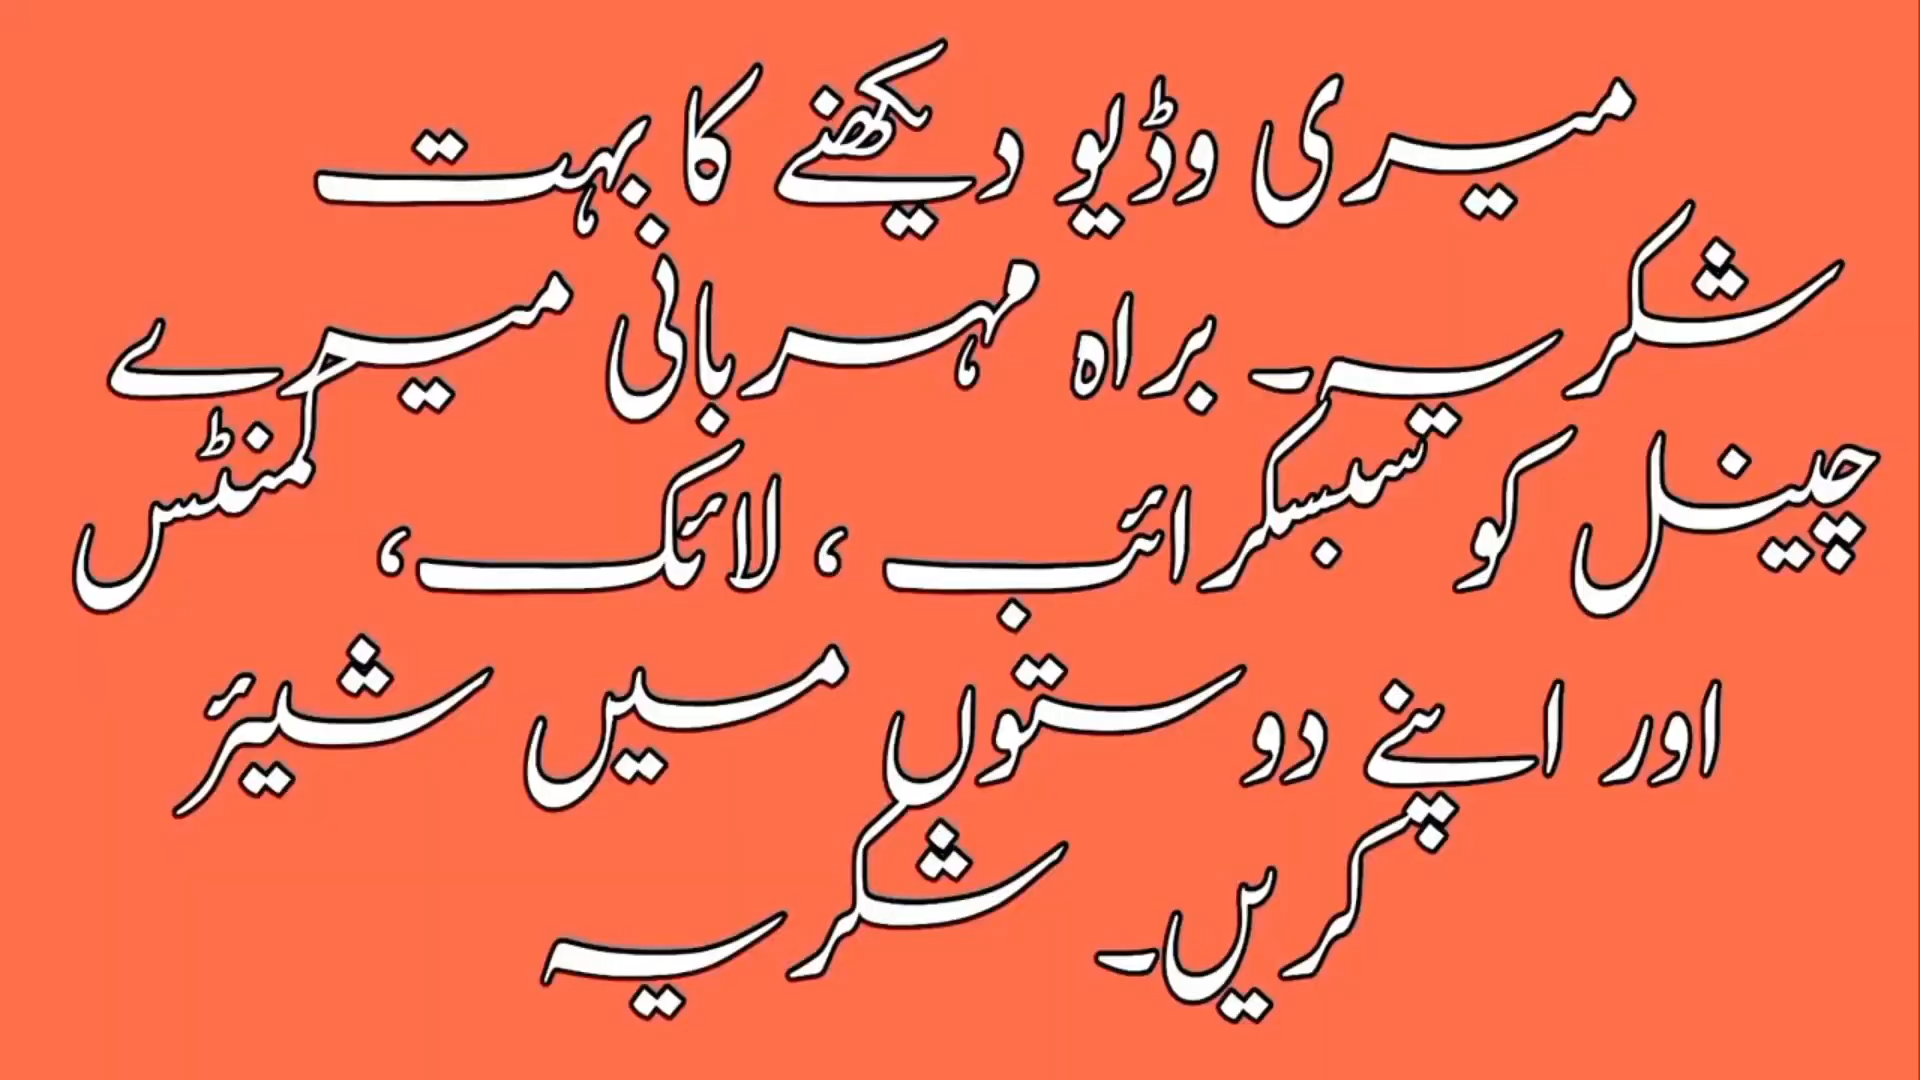 میری وڈیو دیکھنے کا بہت
شکریہ۔ براہ مہربانی میرے
چینل کو سبسکرائب ، لائک، کمنٹس
اور اپنے دوستوں میں شیئر
کریں۔ شکریہ